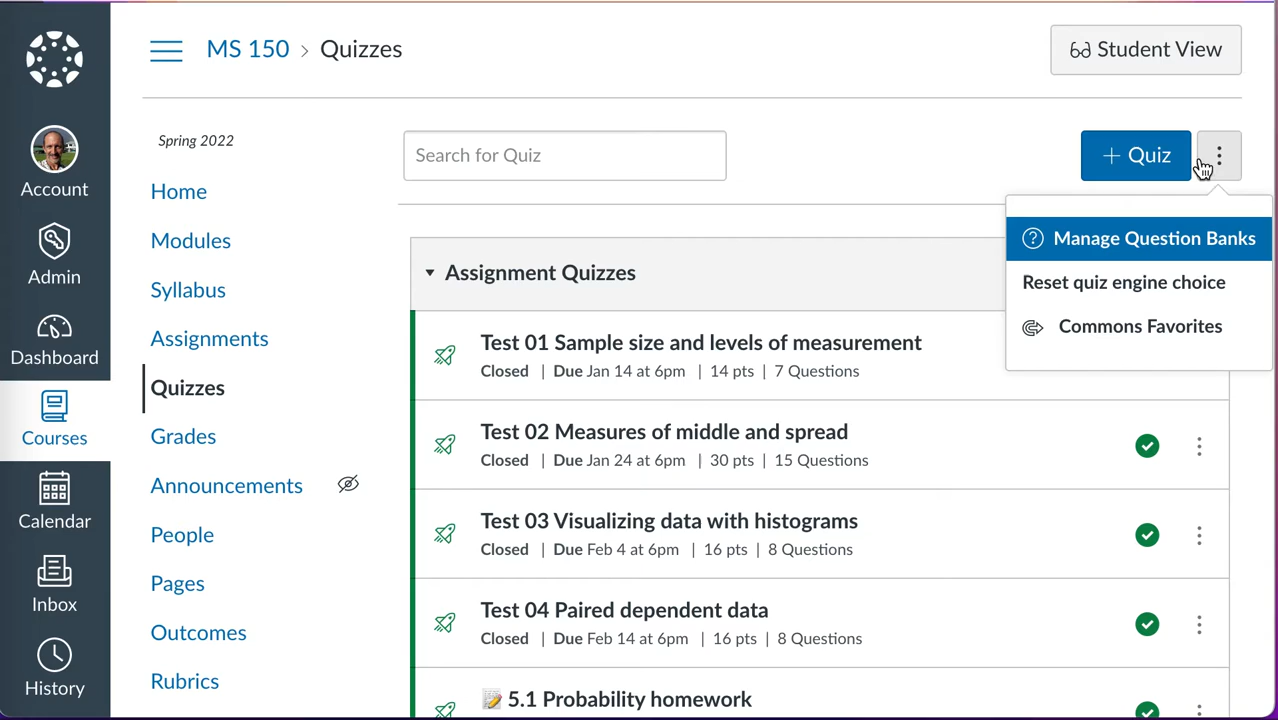 MS 150 > Quizzes
Student View
Account
Admin
Dashboard
Courses
Calendar
Inbox
History
Spring 2022
Home
Modules
Syllabus
Assignments
Quizzes
Grades
Announcements
People
Pages
Outcomes
Rubrics
Search for Quiz
+ Quiz
Manage Question Banks
Reset quiz engine choice
Commons Favorites
Assignment Quizzes
Test 01 Sample size and levels of measurement
Closed | Due Jan 14 at 6pm | 14 pts | 7 Questions
Test 02 Measures of middle and spread
Closed | Due Jan 24 at 6pm | 30 pts | 15 Questions
Test 03 Visualizing data with histograms
Closed | Due Feb 4 at 6pm | 16 pts | 8 Questions
Test 04 Paired dependent data
Closed | Due Feb 14 at 6pm | 16 pts | 8 Questions
📝 5.1 Probability homework